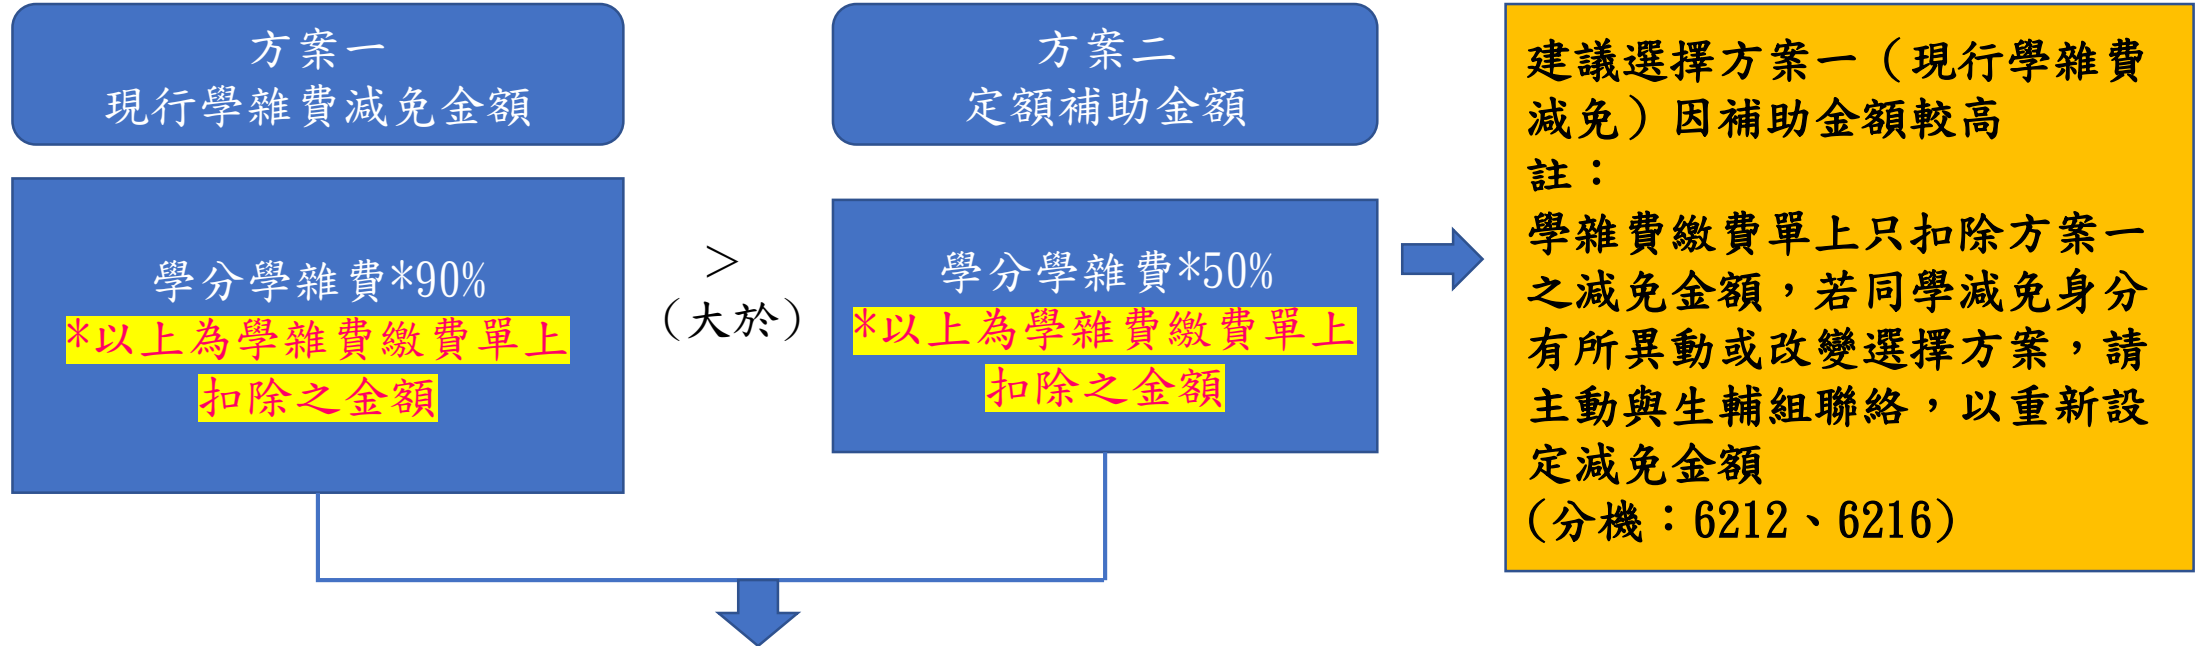 方案一
現行學雜費減免金額
學分學雜費*90%
*以上為學雜費繳費單上
扣除之金額
>
(大於)
方案二
定額補助金額
學分學雜費*50%
*以上為學雜費繳費單上
扣除之金額
建議選擇方案一（現行學雜費
減免）因補助金額較高
註：
學雜費繳費單上只扣除方案一
之減免金額，若同學減免身分
有所異動或改變選擇方案，請
主動與生輔組聯絡，以重新設
定減免金額
(分機：6212、6216)